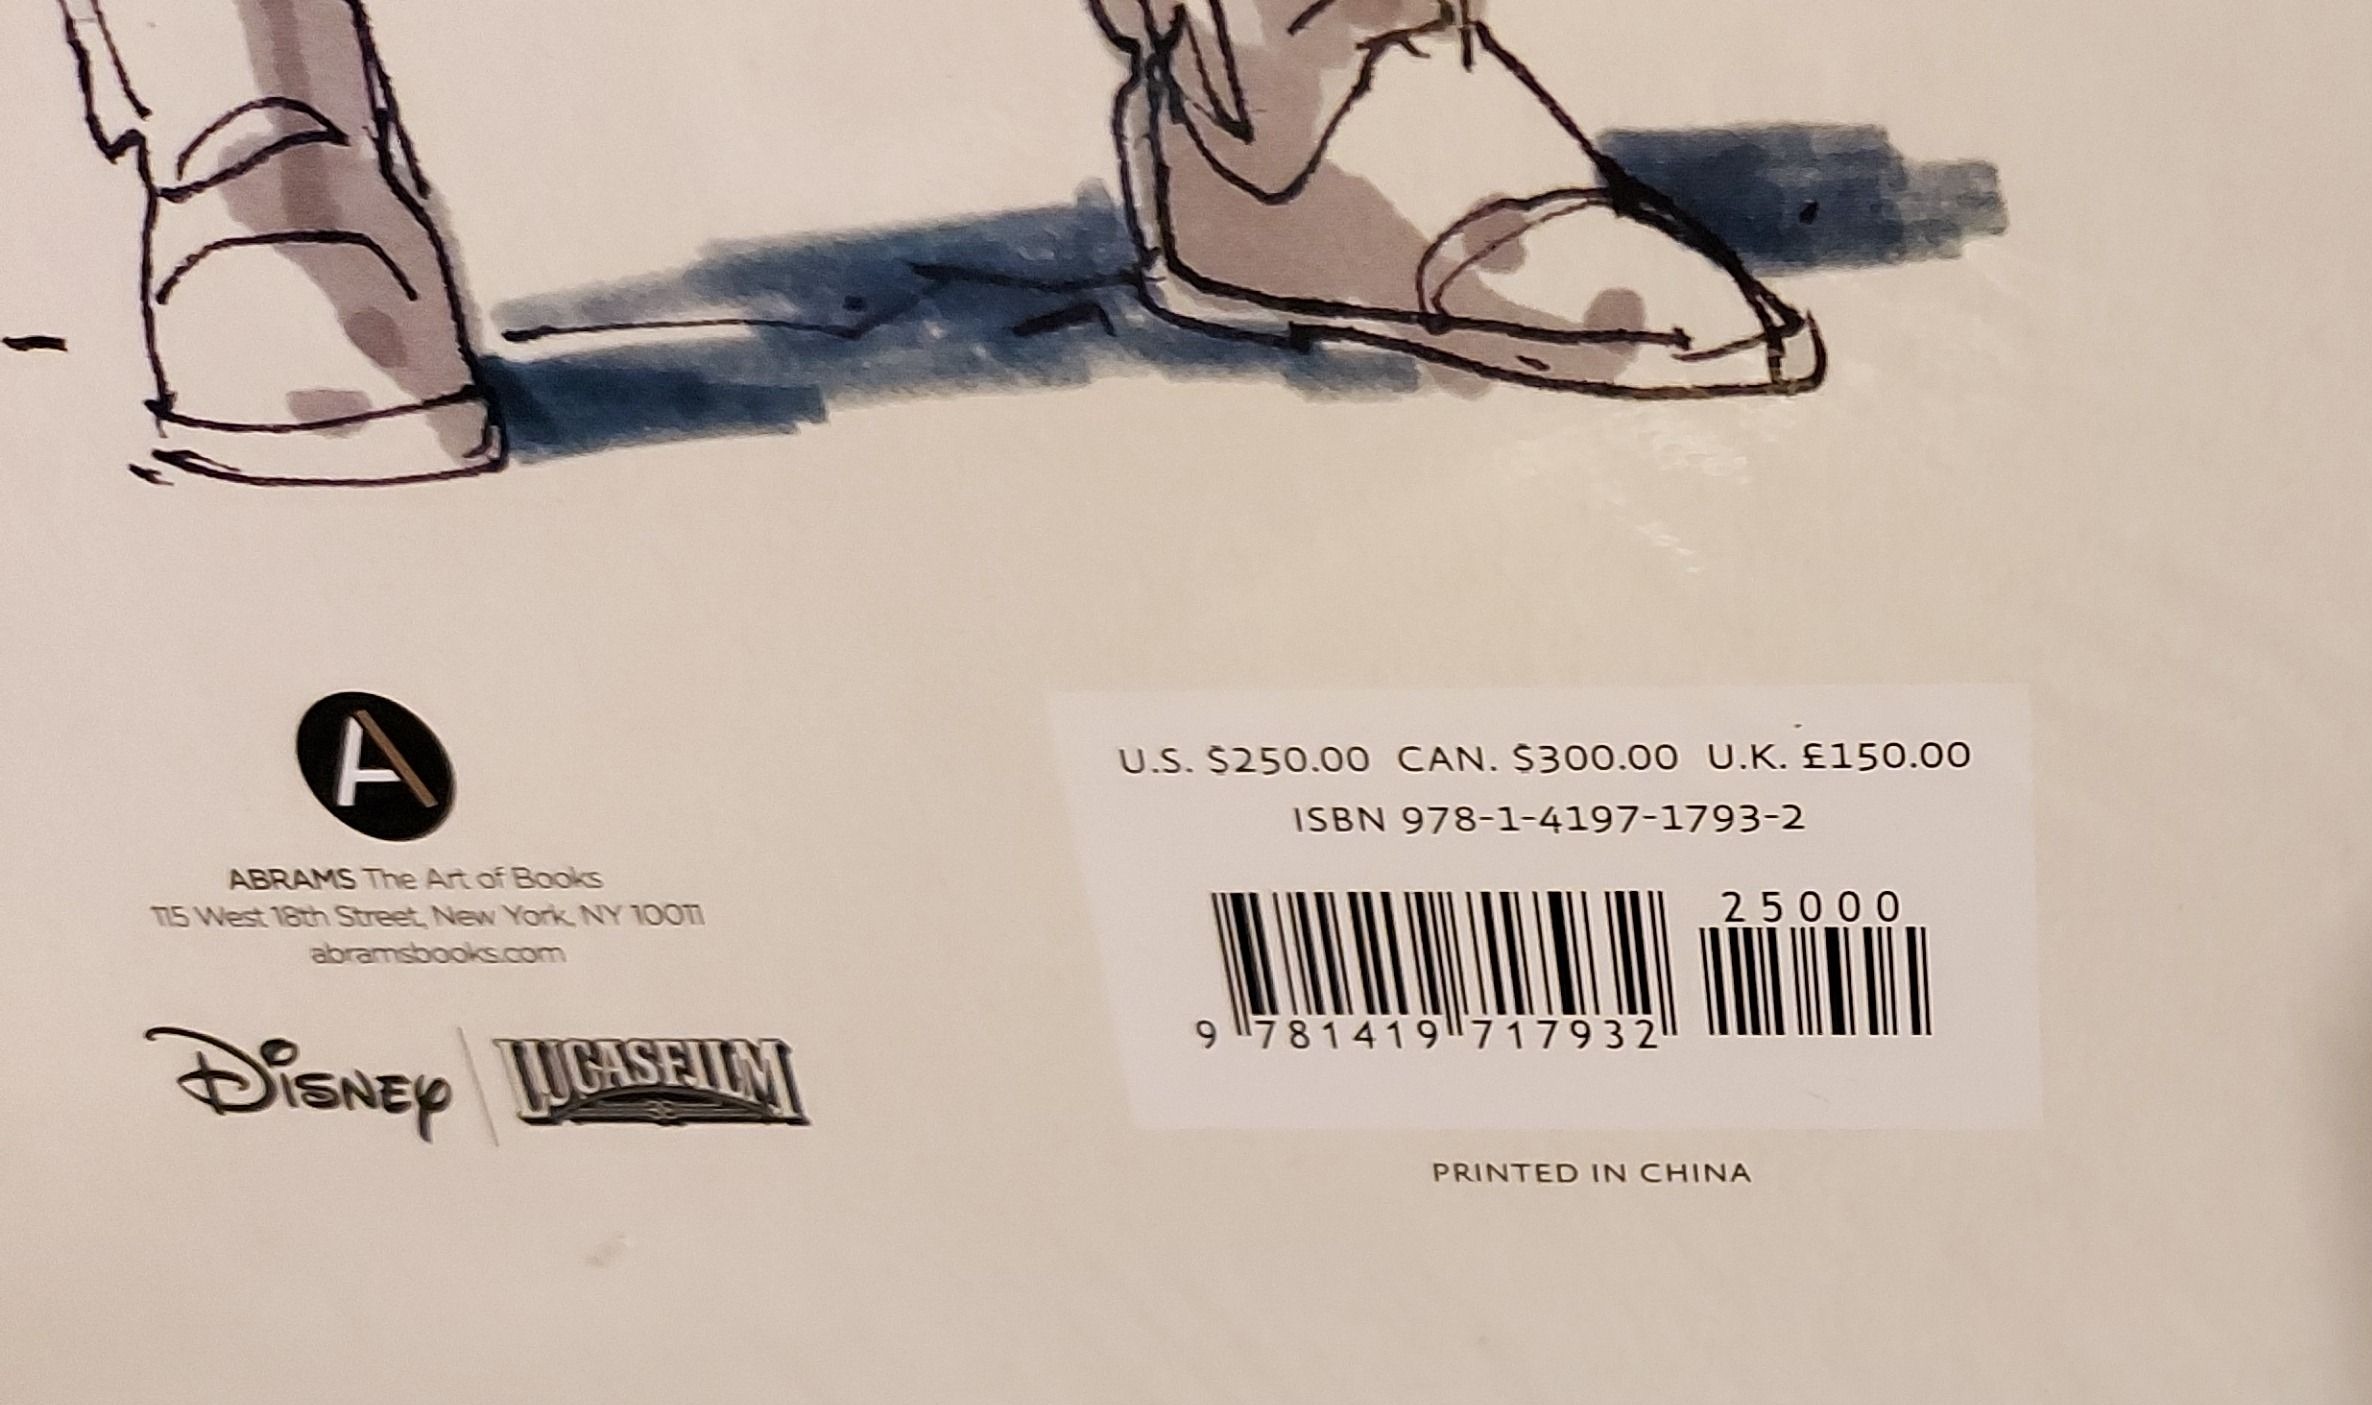 A
ABRAMS The Art of Books
115 West 18th Street, New York, NY 10011
abramsbooks.com
DISNEY
LUCASFILM
U.S. $250.00 CAN. $300.00 U.K. £150.00
ISBN 978-1-4197-1793-2
25000
9 781419 717932
PRINTED IN CHINA